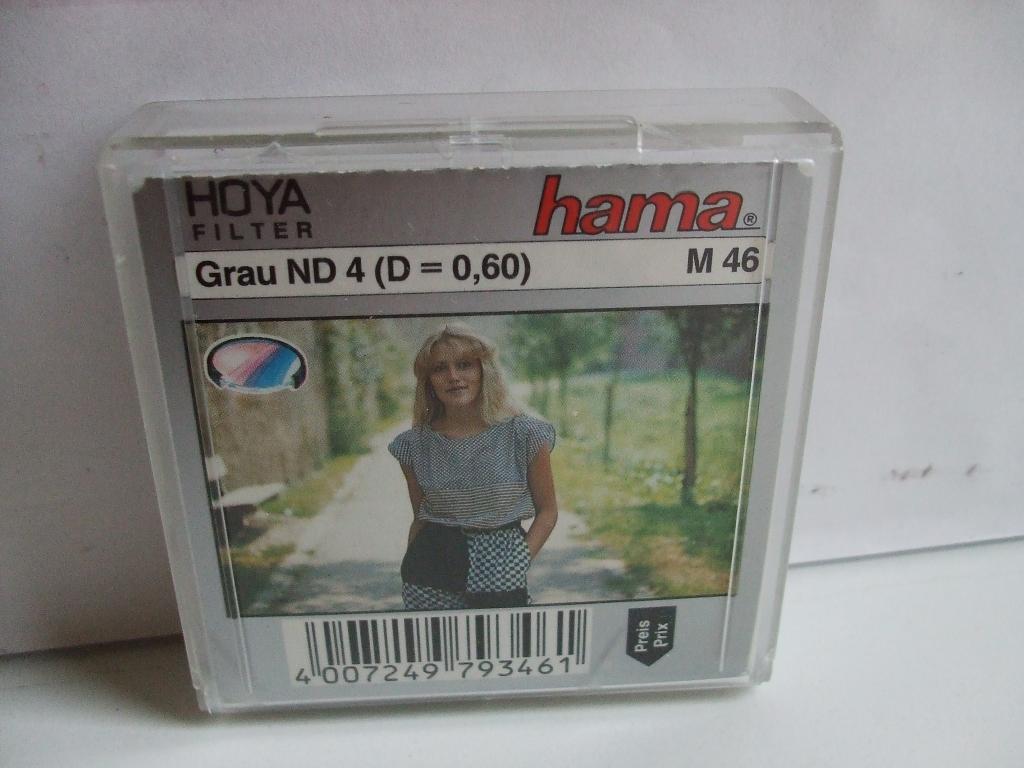 HOYA
FILTER
hama®
Grau ND 4 (D = 0,60) M 46
4 007249 793461
Preis
Prix